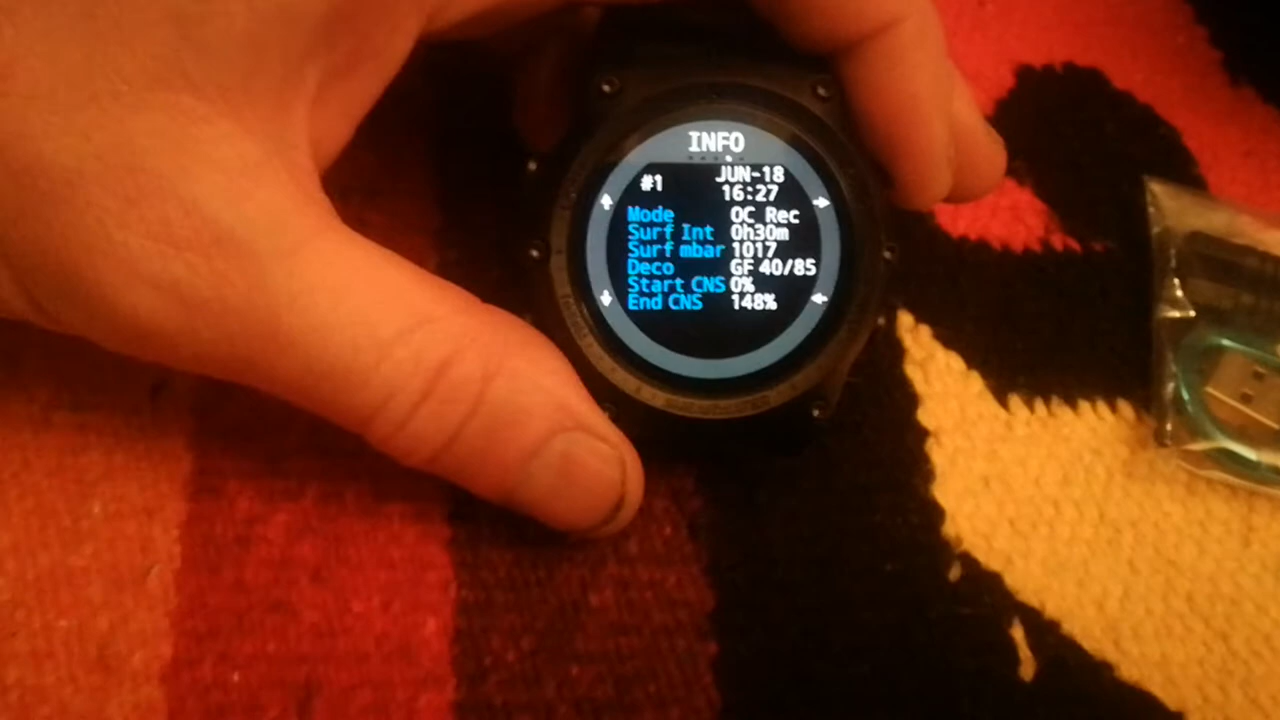 INFO
#1 JUN-18
16:27
Mode OC Rec
Surf Int 0h30m
Surf mbar 1017
Deco GF 40/85
Start CNS 0%
End CNS 148%